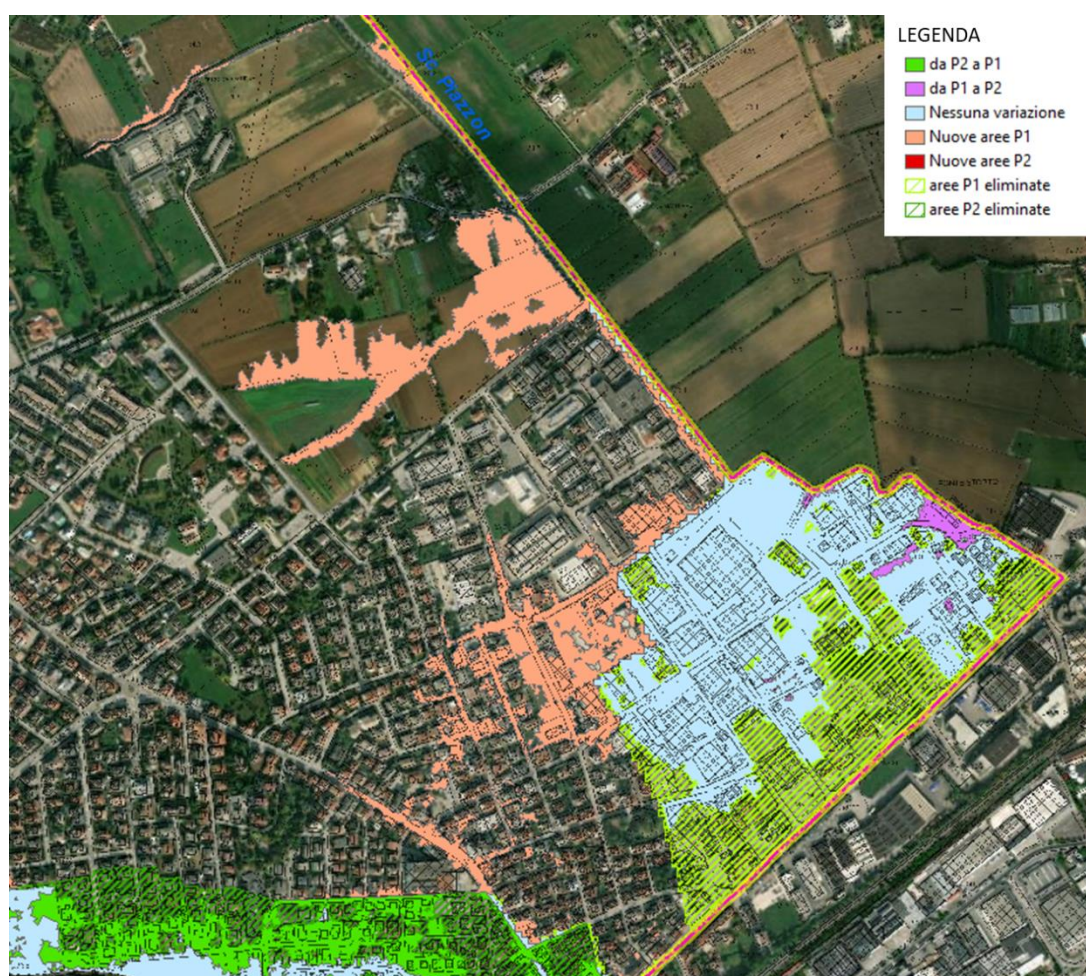 LEGENDA
da P2 a P1
da P1 a P2
Nessuna variazione
Nuove aree P1
Nuove aree P2
aree P1 eliminate
aree P2 eliminate
Sc. Piazzon